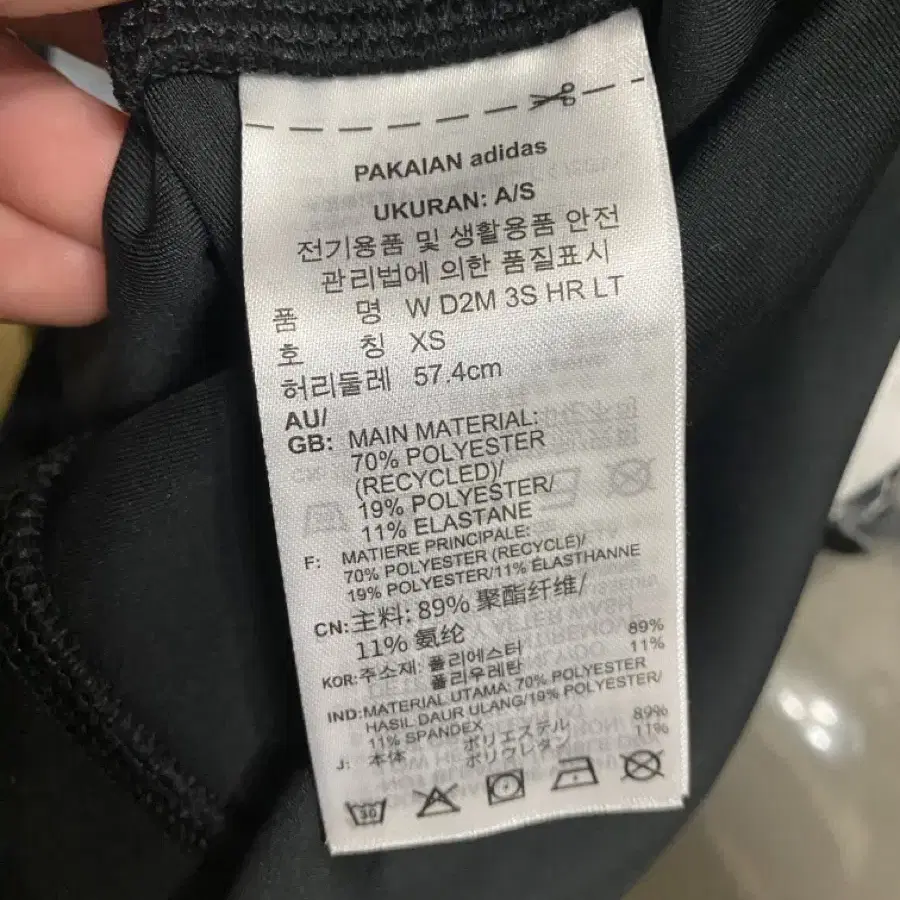 PAKAIAN adidas
UKURAN: A/S
전기용품 및 생활용품 안전
관리법에 의한 품질표시
품 명 W D2M 3S HR LT
호 칭 XS
허리둘레 57.4cm
AU/
GB: MAIN MATERIAL:
70% POLYESTER
(RECYCLED)/
19% POLYESTER/
11% ELASTANE
F: MATIERE PRINCIPALE:
70% POLYESTER (RECYCLÉ)/
19% POLYESTER/11% ÉLASTHANNE
CN: 主料: 89% 聚酯纤维/
11% 氨纶
KOR: 주소재: 폴리에스터 89%
폴리우레탄 11%
IND: MATERIAL UTAMA: 70% POLYESTER
HASIL DAUR ULANG/19% POLYESTER/
11% SPANDEX
J: 本体 ポリエステル 89%
ポリウレタン 11%
30